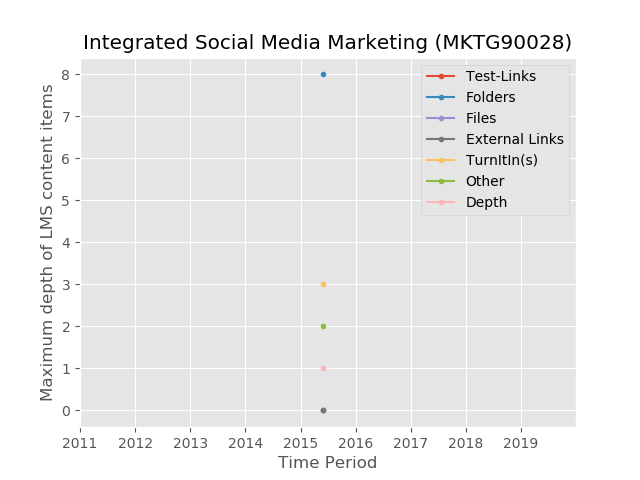 Integrated Social Media Marketing (MKTG90028)
Maximum depth of LMS content items
8
7
6
5
4
3
2
1
0
Test-Links
Folders
Files
External Links
TurnItIn(s)
Other
Depth
2011 2012 2013 2014 2015 2016 2017 2018 2019
Time Period